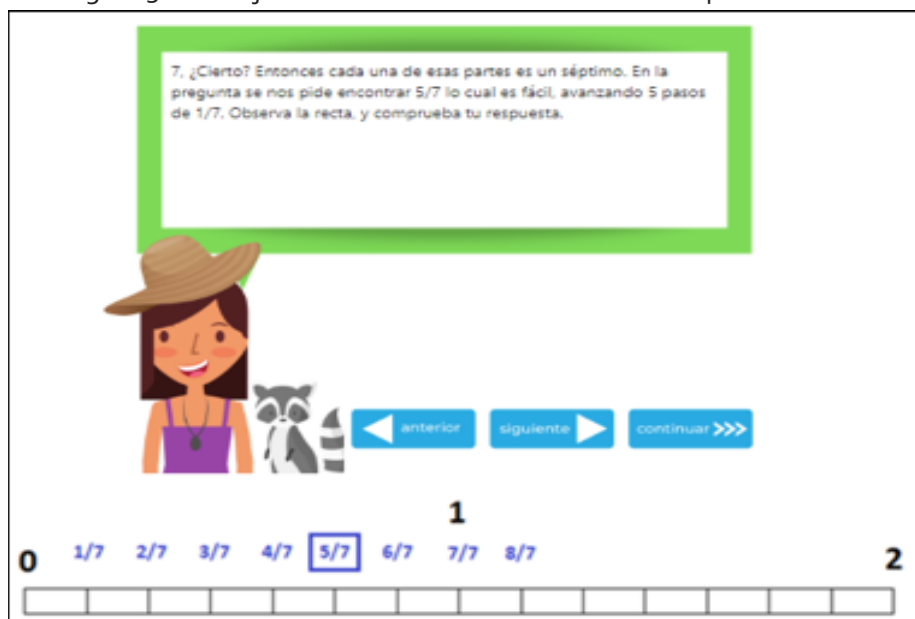 7, ¿Cierto? Entonces cada una de esas partes es un séptimo. En la
pregunta se nos pide encontrar 5/7 lo cual es fácil, avanzando 5 pasos
de 1/7. Observa la recta, y comprueba tu respuesta.
anterior siguiente continuar >>>
1
0 1/7 2/7 3/7 4/7 5/7 6/7 7/7 8/7 2